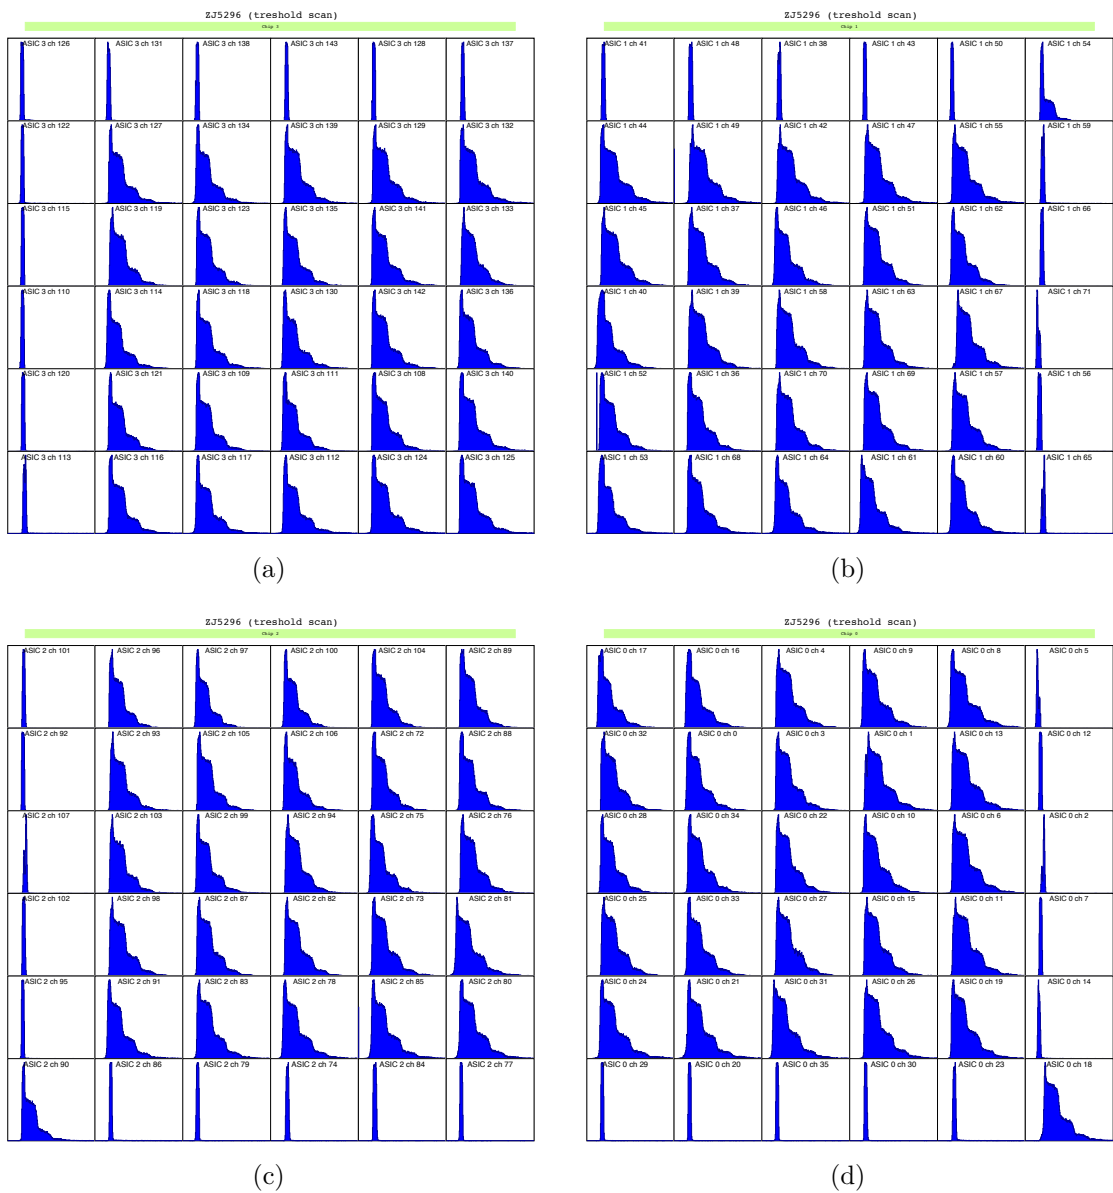 ZJ5296 (treshold scan)
Chip 3
ASIC 3 ch 126 ASIC 3 ch 131 ASIC 3 ch 138 ASIC 3 ch 143 ASIC 3 ch 128 ASIC 3 ch 137
ASIC 3 ch 122 ASIC 3 ch 127 ASIC 3 ch 134 ASIC 3 ch 139 ASIC 3 ch 129 ASIC 3 ch 132
ASIC 3 ch 115 ASIC 3 ch 119 ASIC 3 ch 123 ASIC 3 ch 135 ASIC 3 ch 141 ASIC 3 ch 133
ASIC 3 ch 110 ASIC 3 ch 114 ASIC 3 ch 118 ASIC 3 ch 130 ASIC 3 ch 142 ASIC 3 ch 136
ASIC 3 ch 120 ASIC 3 ch 121 ASIC 3 ch 109 ASIC 3 ch 111 ASIC 3 ch 108 ASIC 3 ch 140
ASIC 3 ch 113 ASIC 3 ch 116 ASIC 3 ch 117 ASIC 3 ch 112 ASIC 3 ch 124 ASIC 3 ch 125
(a)
ZJ5296 (treshold scan)
Chip 1
ASIC 1 ch 41 ASIC 1 ch 48 ASIC 1 ch 38 ASIC 1 ch 43 ASIC 1 ch 50 ASIC 1 ch 54
ASIC 1 ch 44 ASIC 1 ch 49 ASIC 1 ch 42 ASIC 1 ch 47 ASIC 1 ch 55 ASIC 1 ch 59
ASIC 1 ch 45 ASIC 1 ch 37 ASIC 1 ch 46 ASIC 1 ch 51 ASIC 1 ch 62 ASIC 1 ch 66
ASIC 1 ch 40 ASIC 1 ch 39 ASIC 1 ch 58 ASIC 1 ch 63 ASIC 1 ch 67 ASIC 1 ch 71
ASIC 1 ch 52 ASIC 1 ch 36 ASIC 1 ch 70 ASIC 1 ch 69 ASIC 1 ch 57 ASIC 1 ch 56
ASIC 1 ch 53 ASIC 1 ch 68 ASIC 1 ch 64 ASIC 1 ch 61 ASIC 1 ch 60 ASIC 1 ch 65
(b)
ZJ5296 (treshold scan)
Chip 2
ASIC 2 ch 101 ASIC 2 ch 96 ASIC 2 ch 97 ASIC 2 ch 100 ASIC 2 ch 104 ASIC 2 ch 89
ASIC 2 ch 92 ASIC 2 ch 93 ASIC 2 ch 105 ASIC 2 ch 106 ASIC 2 ch 72 ASIC 2 ch 88
ASIC 2 ch 107 ASIC 2 ch 103 ASIC 2 ch 99 ASIC 2 ch 94 ASIC 2 ch 75 ASIC 2 ch 76
ASIC 2 ch 102 ASIC 2 ch 98 ASIC 2 ch 87 ASIC 2 ch 82 ASIC 2 ch 73 ASIC 2 ch 81
ASIC 2 ch 95 ASIC 2 ch 91 ASIC 2 ch 83 ASIC 2 ch 78 ASIC 2 ch 85 ASIC 2 ch 80
ASIC 2 ch 90 ASIC 2 ch 86 ASIC 2 ch 79 ASIC 2 ch 74 ASIC 2 ch 84 ASIC 2 ch 77
(c)
ZJ5296 (treshold scan)
Chip 0
ASIC 0 ch 17 ASIC 0 ch 16 ASIC 0 ch 4 ASIC 0 ch 9 ASIC 0 ch 8 ASIC 0 ch 5
ASIC 0 ch 32 ASIC 0 ch 0 ASIC 0 ch 3 ASIC 0 ch 1 ASIC 0 ch 13 ASIC 0 ch 12
ASIC 0 ch 28 ASIC 0 ch 34 ASIC 0 ch 22 ASIC 0 ch 10 ASIC 0 ch 6 ASIC 0 ch 2
ASIC 0 ch 25 ASIC 0 ch 33 ASIC 0 ch 27 ASIC 0 ch 15 ASIC 0 ch 11 ASIC 0 ch 7
ASIC 0 ch 24 ASIC 0 ch 21 ASIC 0 ch 31 ASIC 0 ch 26 ASIC 0 ch 19 ASIC 0 ch 14
ASIC 0 ch 29 ASIC 0 ch 20 ASIC 0 ch 35 ASIC 0 ch 30 ASIC 0 ch 23 ASIC 0 ch 18
(d)